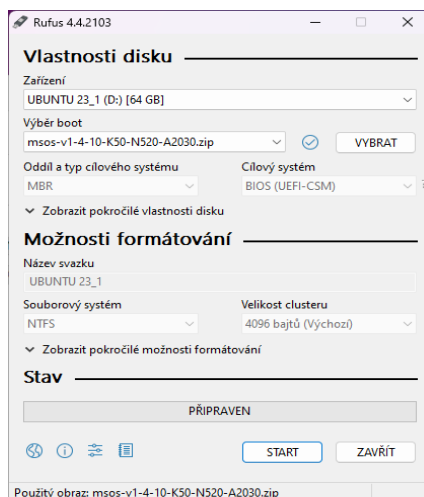 Rufus 4.4.2103
Vlastnosti disku
Zařízení
UBUNTU 23_1 (D:) [64 GB]
Výběr boot
msos-v1-4-10-K50-N520-A2030.zip
VYBRAT
Oddíl a typ cílového systému Cílový systém
MBR BIOS (UEFI-CSM)
Zobrazit pokročilé vlastnosti disku
Možnosti formátování
Název svazku
UBUNTU 23_1
Souborový systém Velikost clusteru
NTFS 4096 bajtů (Výchozí)
Zobrazit pokročilé možnosti formátování
Stav
PŘIPRAVEN
START ZAVŘÍT
Použitý obraz: msos-v1-4-10-K50-N520-A2030.zip